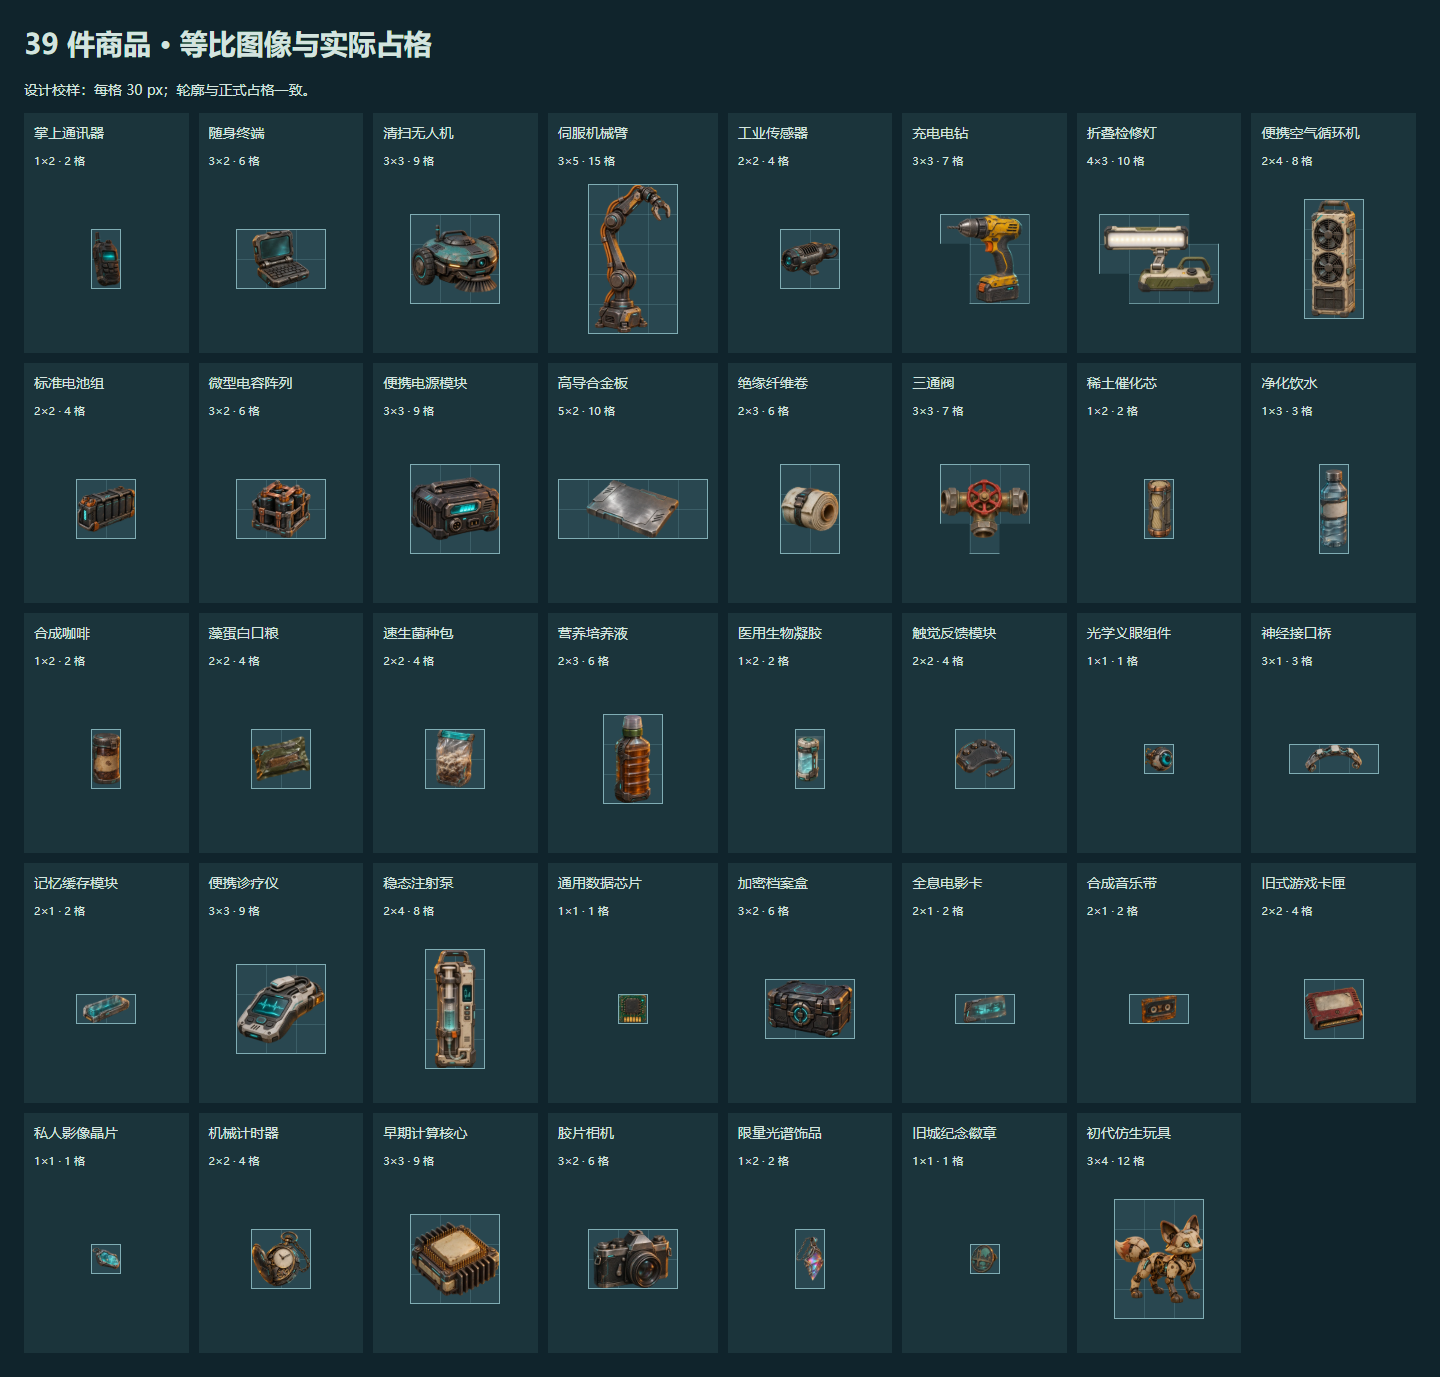 39 件商品 · 等比图像与实际占格
设计校样：每格 30 px；轮廓与正式占格一致。
掌上通讯器
1×2 · 2 格
随身终端
3×2 · 6 格
清扫无人机
3×3 · 9 格
伺服机械臂
3×5 · 15 格
工业传感器
2×2 · 4 格
充电电钻
3×3 · 7 格
折叠检修灯
4×3 · 10 格
便携空气循环机
2×4 · 8 格
标准电池组
2×2 · 4 格
微型电容阵列
3×2 · 6 格
便携电源模块
3×3 · 9 格
高导合金板
5×2 · 10 格
绝缘纤维卷
2×3 · 6 格
三通阀
3×3 · 7 格
稀土催化芯
1×2 · 2 格
净化饮水
1×3 · 3 格
合成咖啡
1×2 · 2 格
藻蛋白口粮
2×2 · 4 格
速生菌种包
2×2 · 4 格
营养培养液
2×3 · 6 格
医用生物凝胶
1×2 · 2 格
触觉反馈模块
2×2 · 4 格
光学义眼组件
1×1 · 1 格
神经接口桥
3×1 · 3 格
记忆缓存模块
2×1 · 2 格
便携诊疗仪
3×3 · 9 格
稳态注射泵
2×4 · 8 格
通用数据芯片
1×1 · 1 格
加密档案盒
3×2 · 6 格
全息电影卡
2×1 · 2 格
合成音乐带
2×1 · 2 格
旧式游戏卡匣
2×2 · 4 格
私人影像晶片
1×1 · 1 格
机械计时器
2×2 · 4 格
早期计算核心
3×3 · 9 格
胶片相机
3×2 · 6 格
限量光谱饰品
1×2 · 2 格
旧城纪念徽章
1×1 · 1 格
初代仿生玩具
3×4 · 12 格